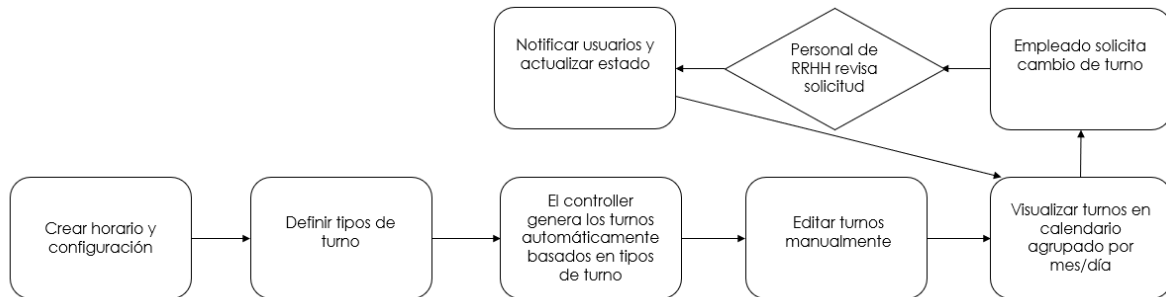 Notificar usuarios y
actualizar estado
Personal de
RRHH revisa
solicitud
Empleado solicita
cambio de turno
Crear horario y
configuración
Definir tipos de
turno
El controller
genera los turnos
automáticamente
basados en tipos
de turno
Editar turnos
manualmente
Visualizar turnos en
calendario
agrupado por
mes/día